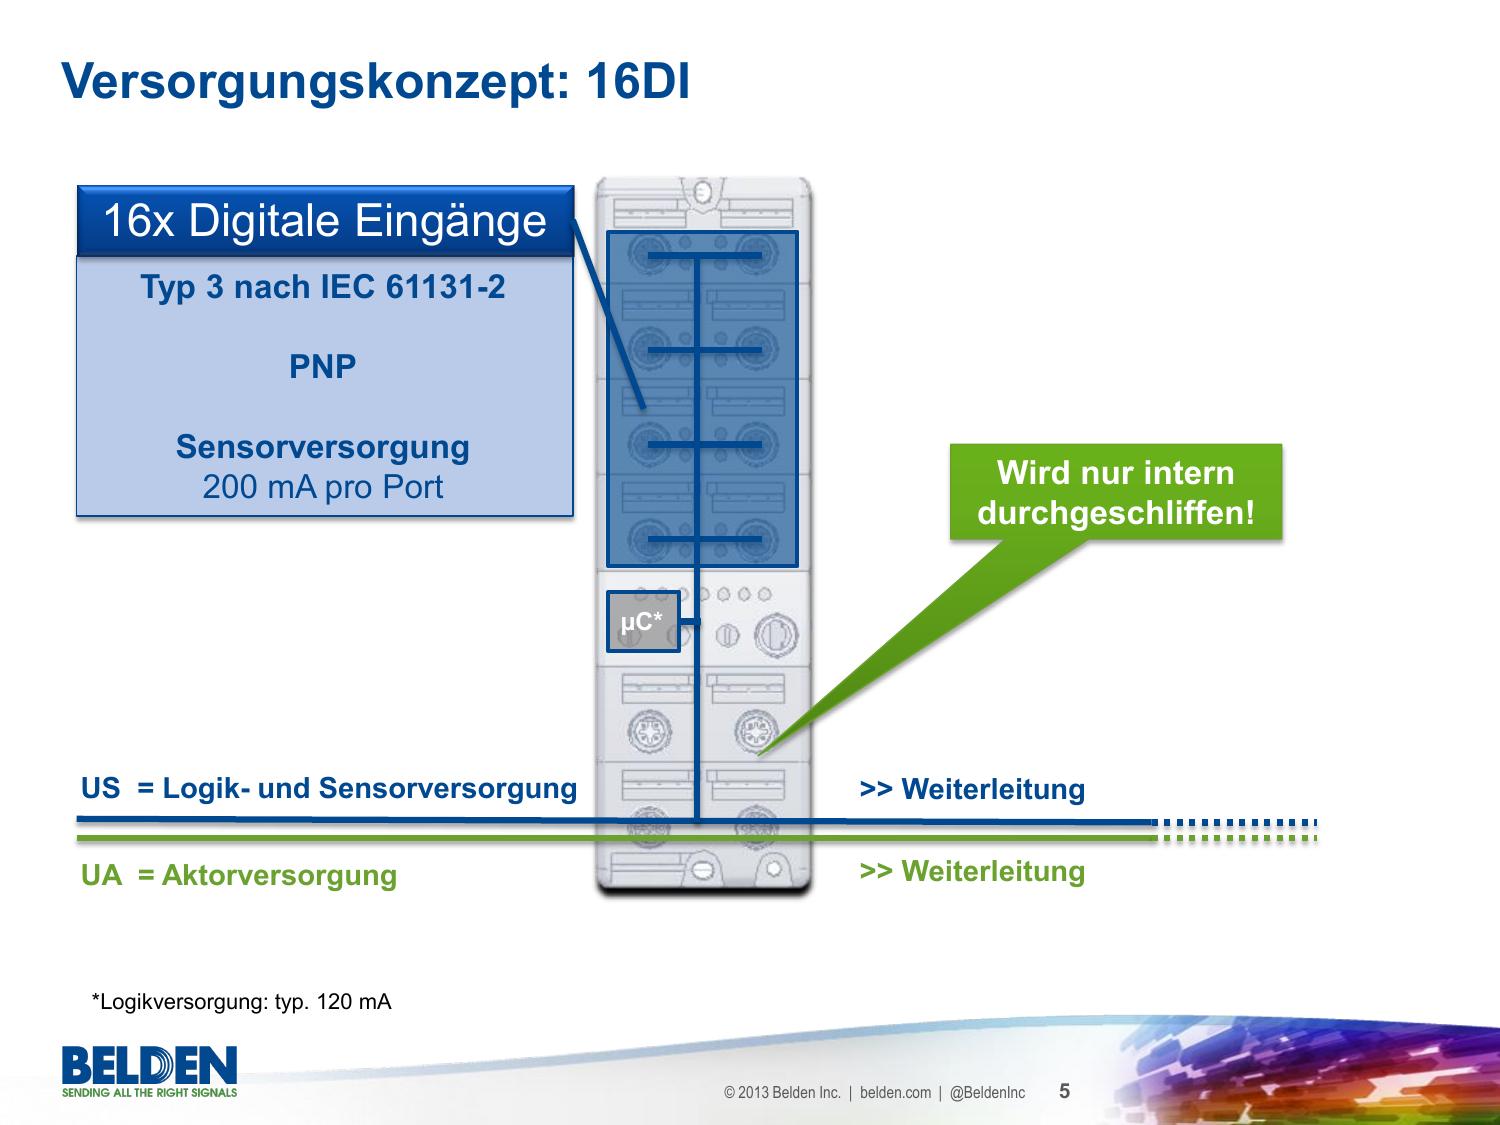 Versorgungskonzept: 16DI
16x Digitale Eingänge
Typ 3 nach IEC 61131-2
PNP
Sensorversorgung
200 mA pro Port
Wird nur intern
durchgeschliffen!
µC*
US = Logik- und Sensorversorgung
>> Weiterleitung
UA = Aktorversorgung
>> Weiterleitung
*Logikversorgung: typ. 120 mA
BELDEN
SENDING ALL THE RIGHT SIGNALS
© 2013 Belden Inc. | belden.com | @BeldenInc 5